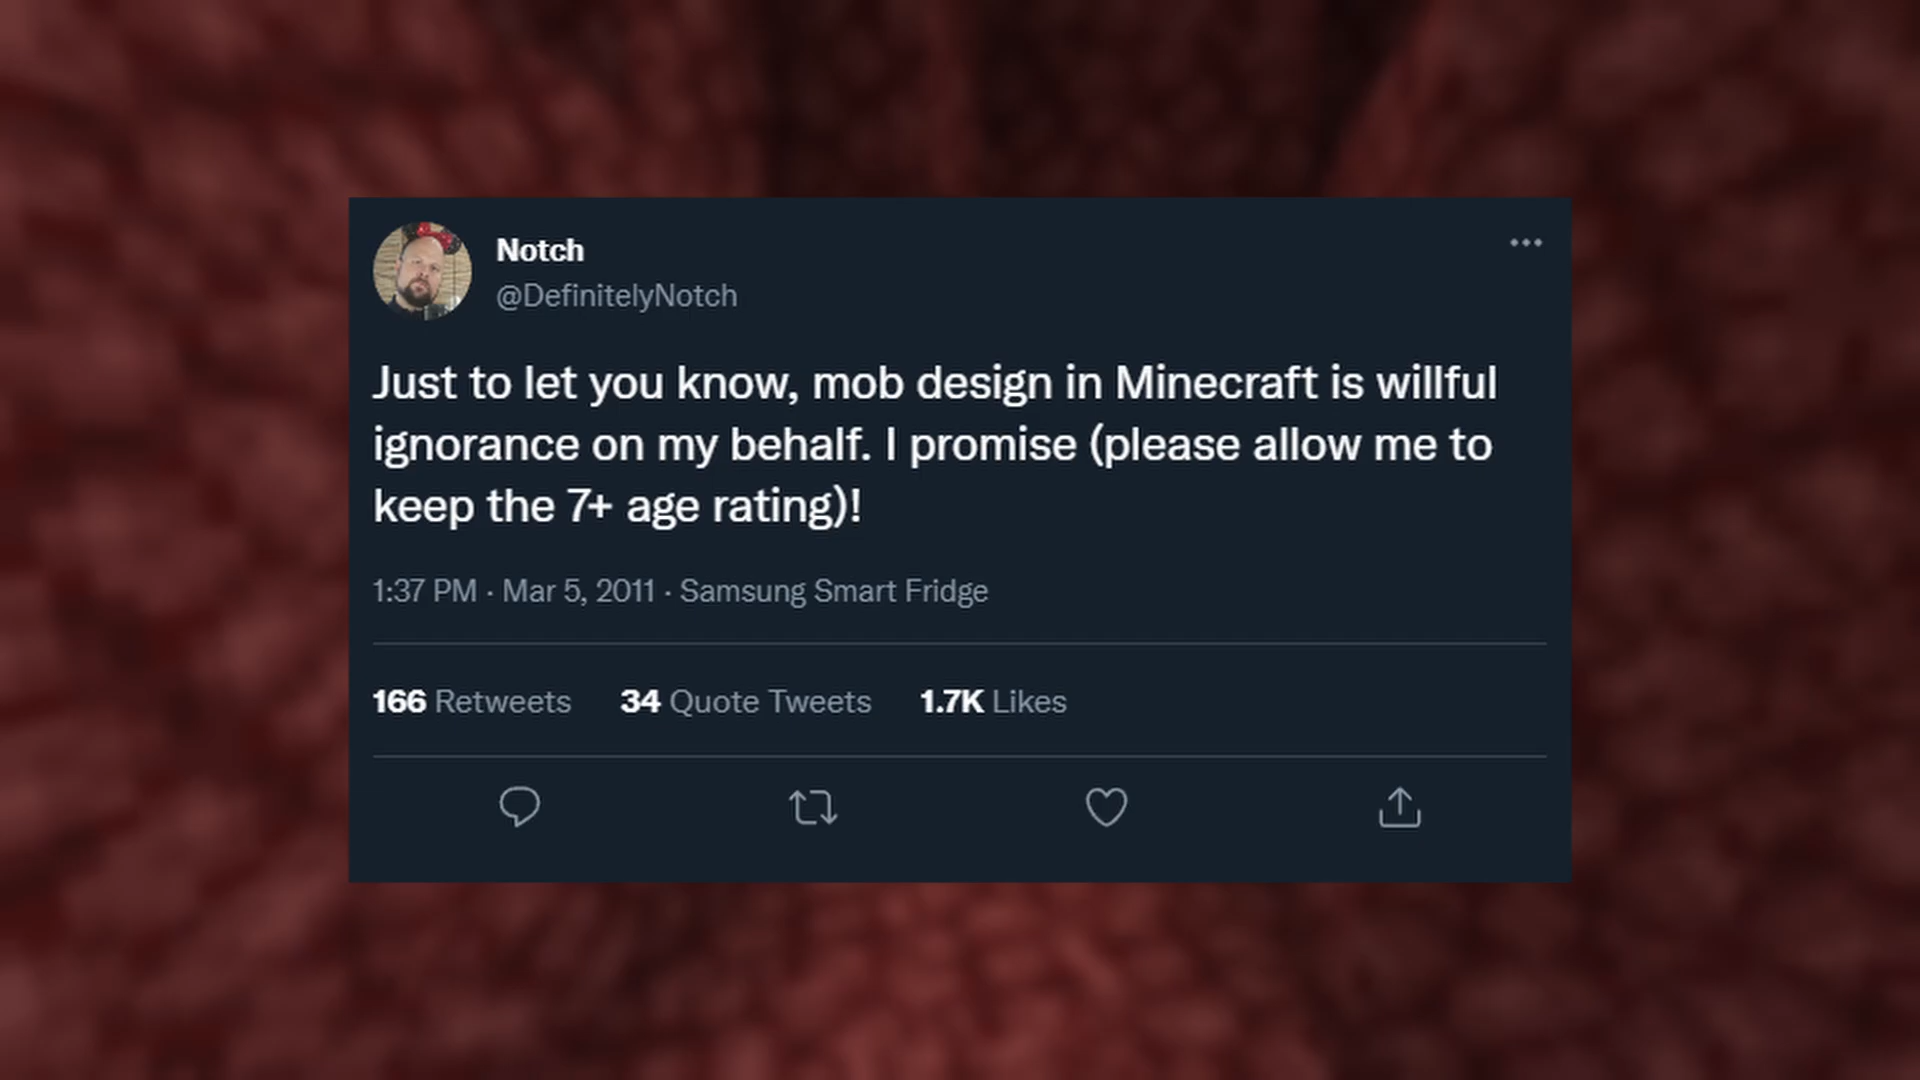 Notch
@DefinitelyNotch
Just to let you know, mob design in Minecraft is willful
ignorance on my behalf. I promise (please allow me to
keep the 7+ age rating)!
1:37 PM · Mar 5, 2011 · Samsung Smart Fridge
166 Retweets 34 Quote Tweets 1.7K Likes